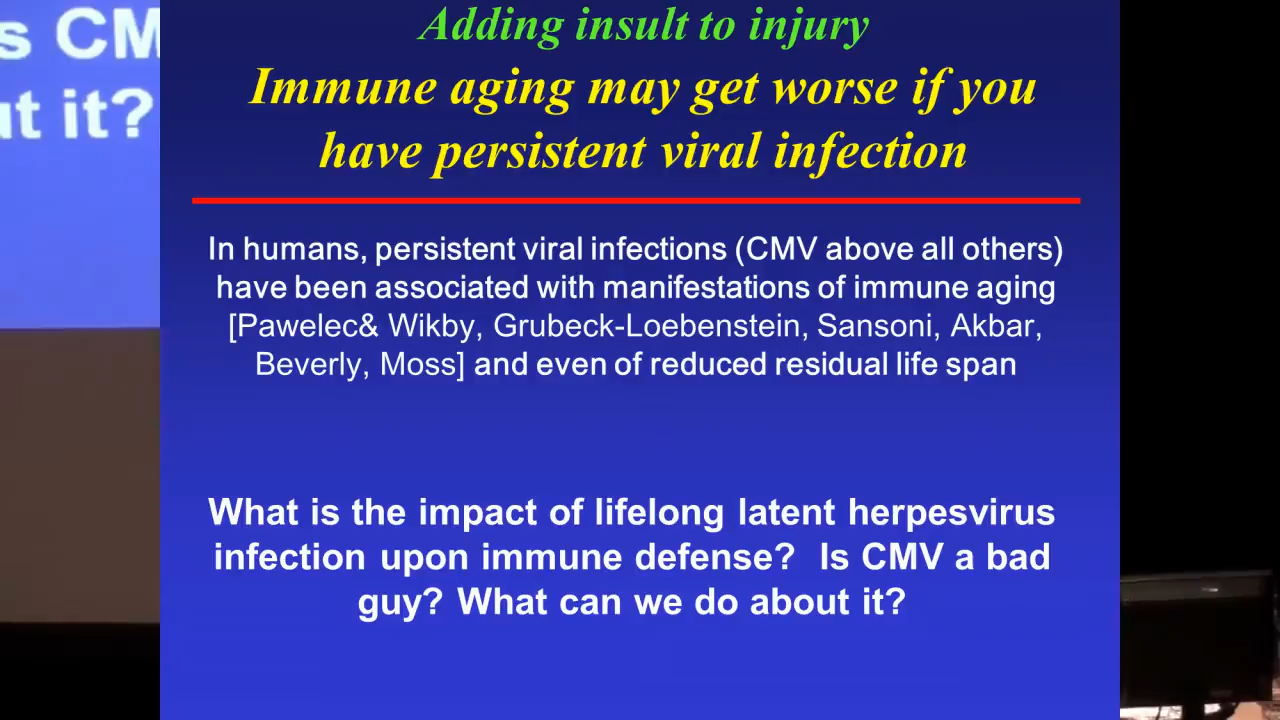 s CM
ut it?
Adding insult to injury
Immune aging may get worse if you
have persistent viral infection
In humans, persistent viral infections (CMV above all others)
have been associated with manifestations of immune aging
[Pawelec& Wikby, Grubeck-Loebenstein, Sansoni, Akbar,
Beverly, Moss] and even of reduced residual life span
What is the impact of lifelong latent herpesvirus
infection upon immune defense?  Is CMV a bad
guy? What can we do about it?